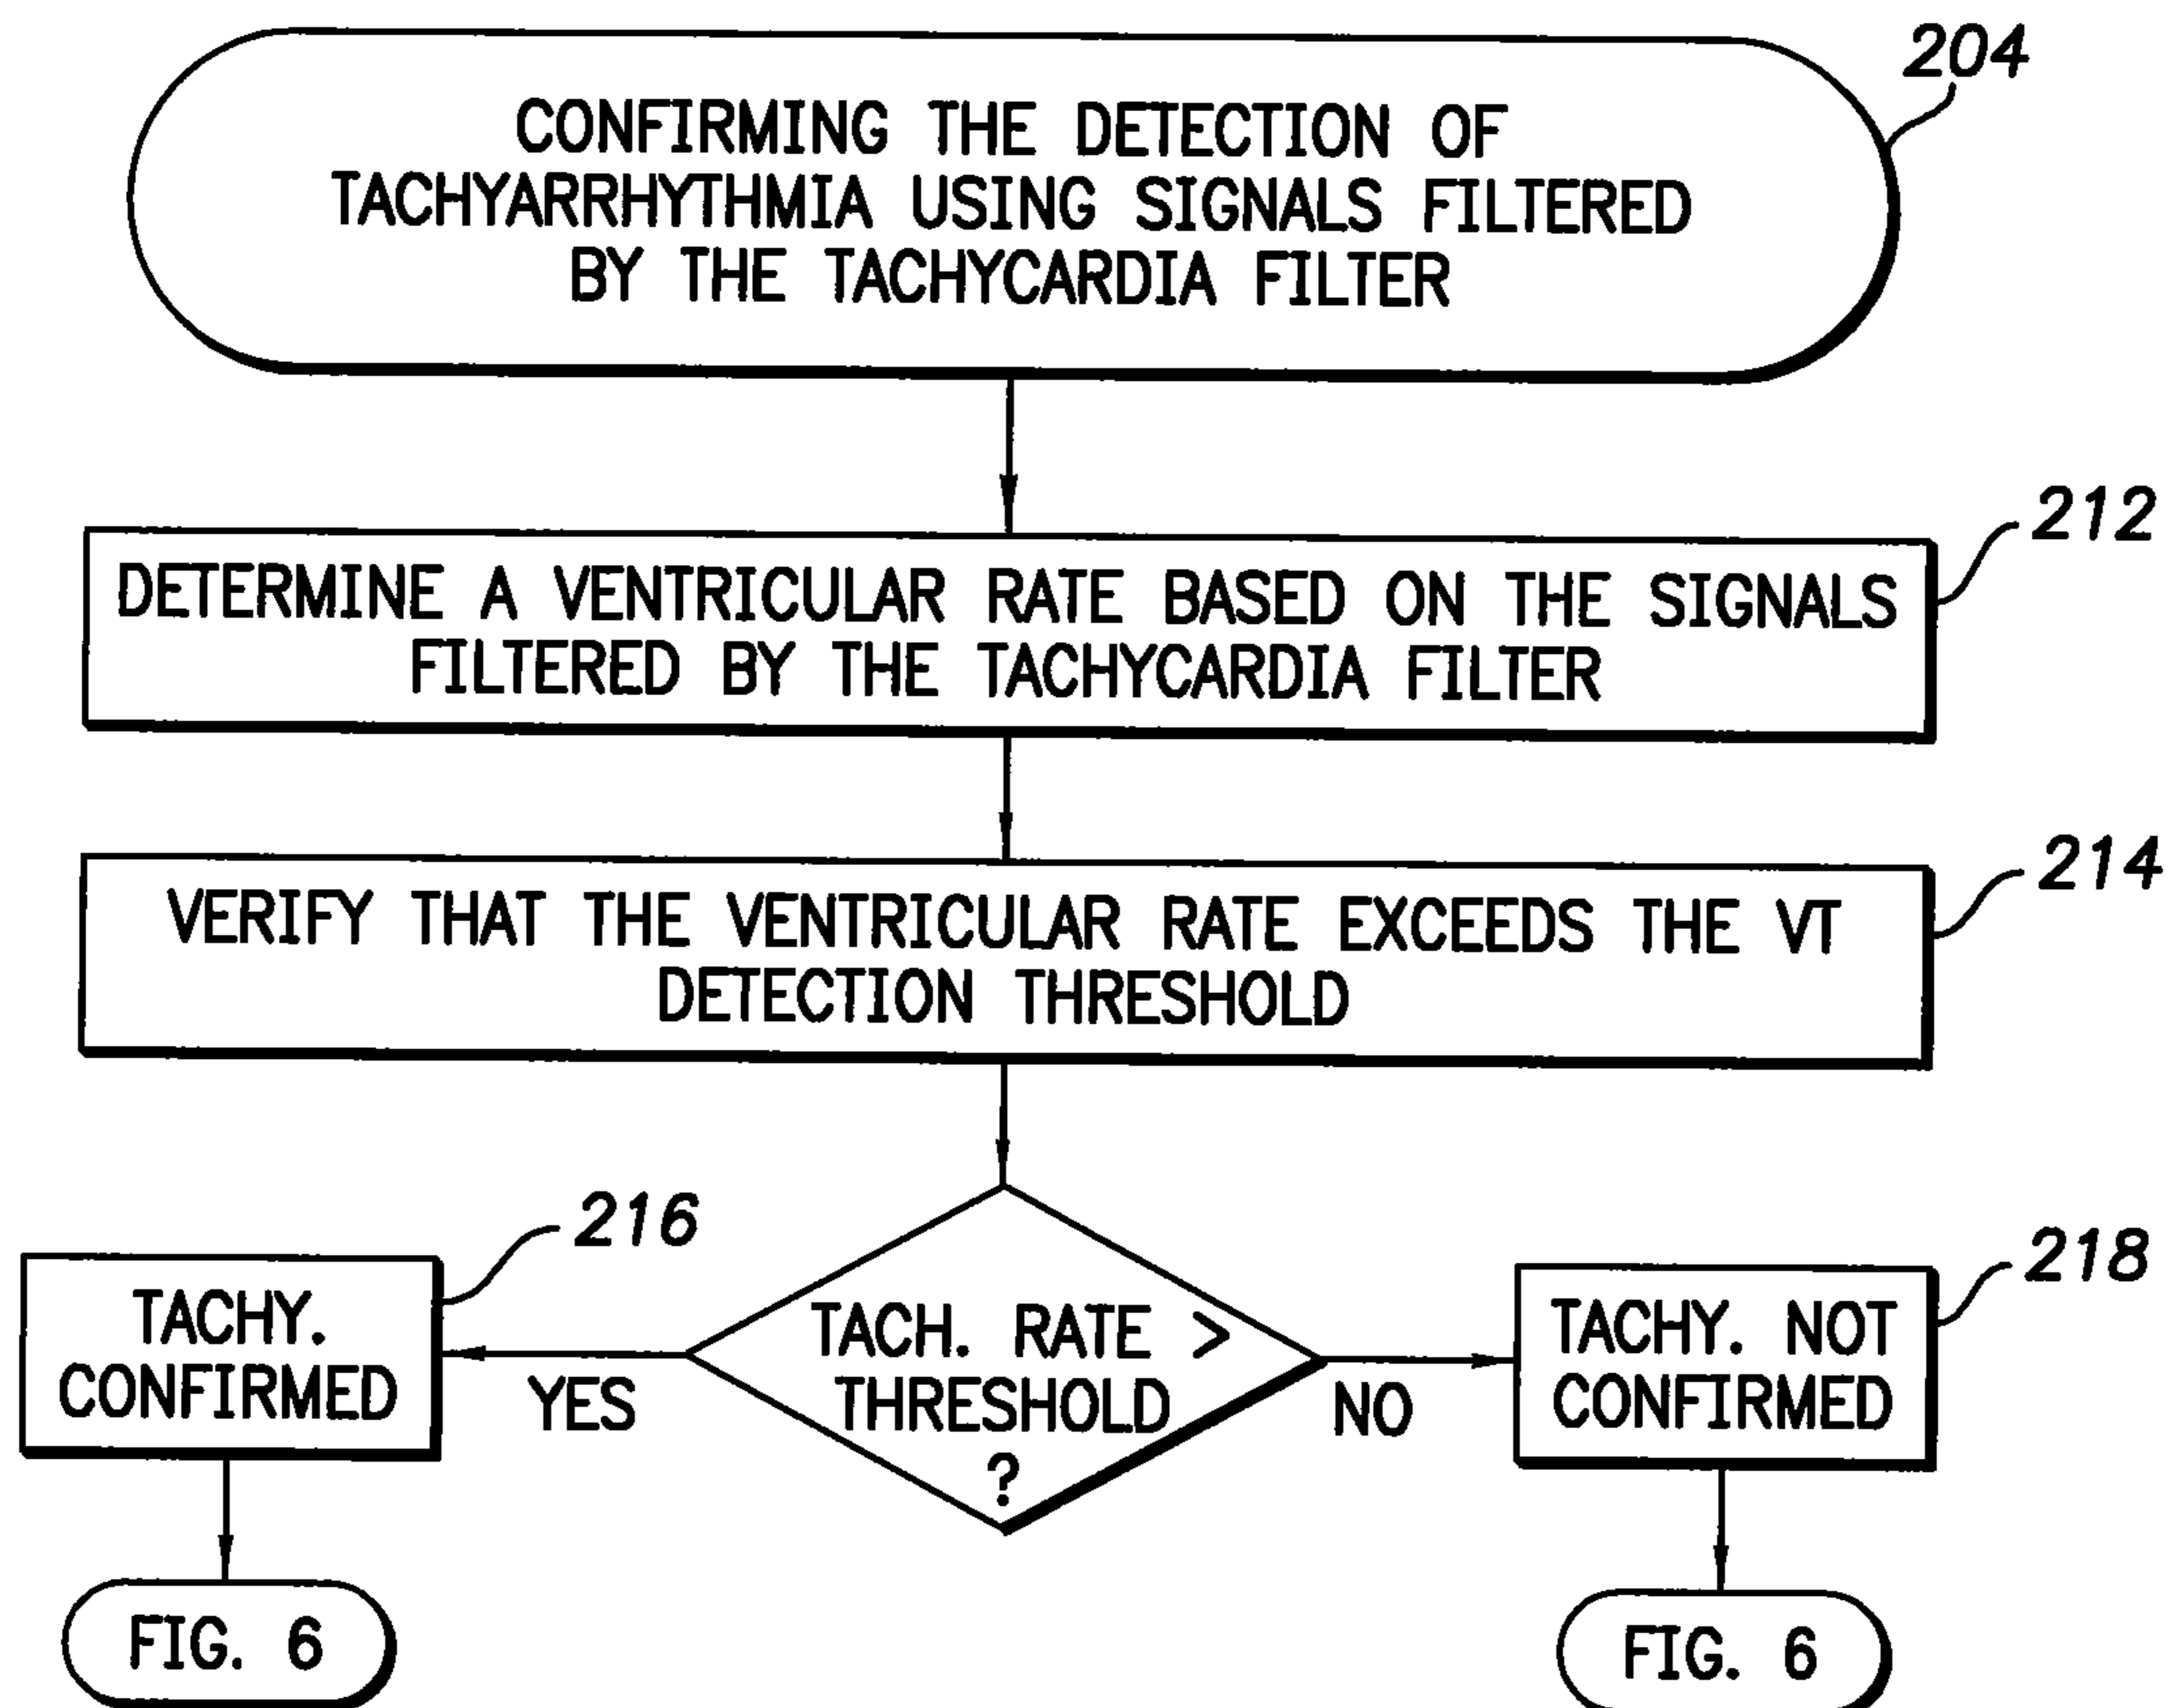 204
CONFIRMING THE DETECTION OF
TACHYARRHYTHMIA USING SIGNALS FILTERED
BY THE TACHYCARDIA FILTER
212
DETERMINE A VENTRICULAR RATE BASED ON THE SIGNALS
FILTERED BY THE TACHYCARDIA FILTER
214
VERIFY THAT THE VENTRICULAR RATE EXCEEDS THE VT
DETECTION THRESHOLD
216
TACHY.
CONFIRMED
YES
TACH. RATE >
THRESHOLD
?
NO
218
TACHY. NOT
CONFIRMED
FIG. 6
FIG. 6